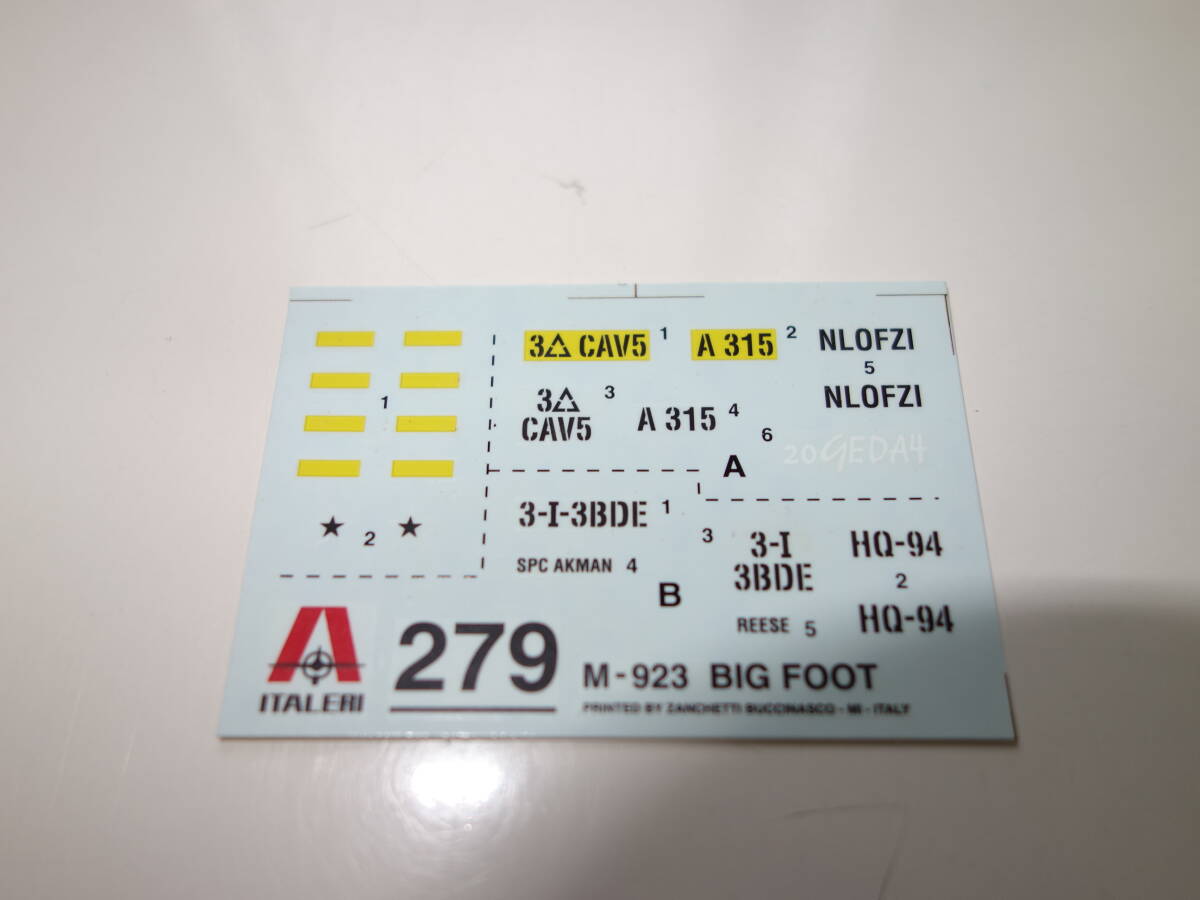 3△ CAV5 1
A 315 2
NLOFZI
5
NLOFZI
3△ 3
CAV5
A 315 4
6
20GEDA4
A
1
2
3-I-3BDE 1
SPC AKMAN 4
B
3
3-I
3BDE
REESE 5
HQ-94
2
HQ-94
ITALERI
279
M-923 BIG FOOT
PRINTED BY ZANCHETTI BUCCINASCO - MI - ITALY